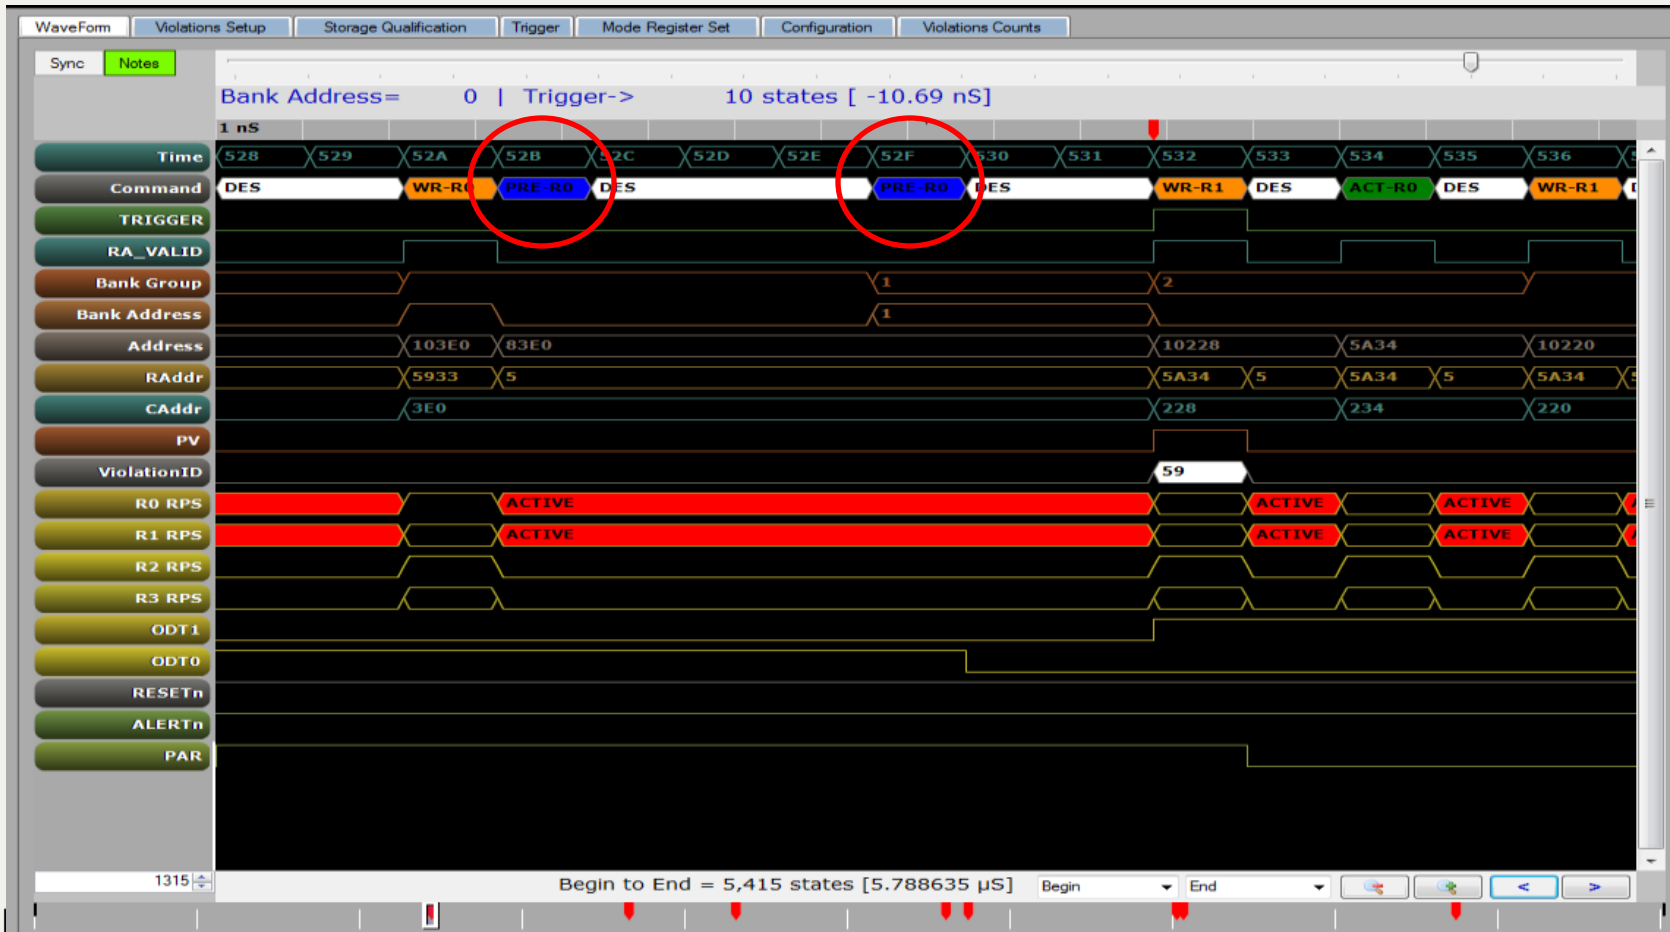 WaveForm Violations Setup Storage Qualification Trigger Mode Register Set Configuration Violations Counts
Sync Notes
Bank Address= 0 | Trigger-> 10 states [ -10.69 nS]
1 nS
Time 528 529 52A 52B 52C 52D 52E 52F 530 531 532 533 534 535 536
Command DES WR-R0 PRE-R0 DES PRE-R0 DES WR-R1 DES ACT-R0 DES WR-R1
TRIGGER
RA_VALID
Bank Group 1 2
Bank Address 1
Address 103E0 83E0 10228 5A34 10220
RAddr 5933 5 5A34 5 5A34 5 5A34
CAddr 3E0 228 234 220
PV
ViolationID 59
R0 RPS ACTIVE ACTIVE ACTIVE
R1 RPS ACTIVE ACTIVE ACTIVE
R2 RPS
R3 RPS
ODT1
ODT0
RESETn
ALERTn
PAR
1315 Begin to End = 5,415 states [5.788635 µS] Begin End < >